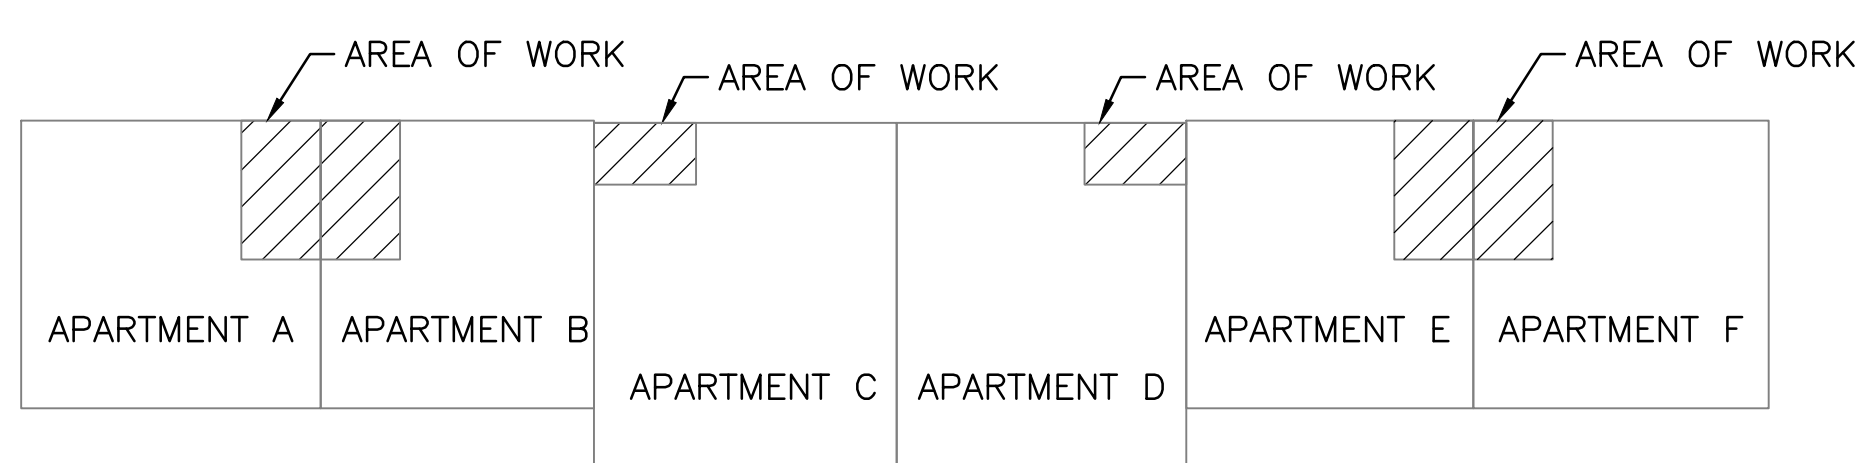 AREA OF WORK
AREA OF WORK
AREA OF WORK
AREA OF WORK
APARTMENT A
APARTMENT B
APARTMENT C
APARTMENT D
APARTMENT E
APARTMENT F